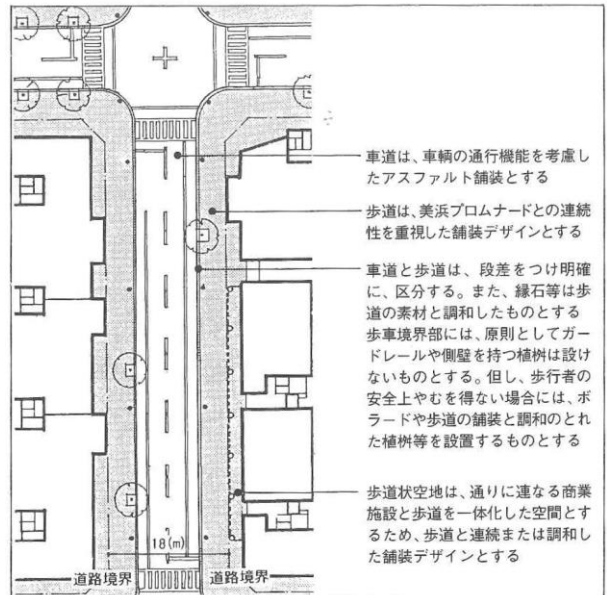 車道は、車輌の通行機能を考慮し
たアスファルト舗装とする
歩道は、美浜プロムナードとの連続
性を重視した舗装デザインとする
車道と歩道は、段差をつけ明確
に、区分する。また、縁石等は歩
道の素材と調和したものとする
歩車境界部には、原則としてガー
ドレールや側壁を持つ植桝は設け
ないものとする。但し、歩行者の
安全上やむを得ない場合には、ボ
ラードや歩道の舗装と調和のとれ
た植桝等を設置するものとする
歩道状空地は、通りに連なる商業
施設と歩道を一体化した空間とす
るため、歩道と連続または調和し
た舗装デザインとする
18(m)
道路境界
道路境界